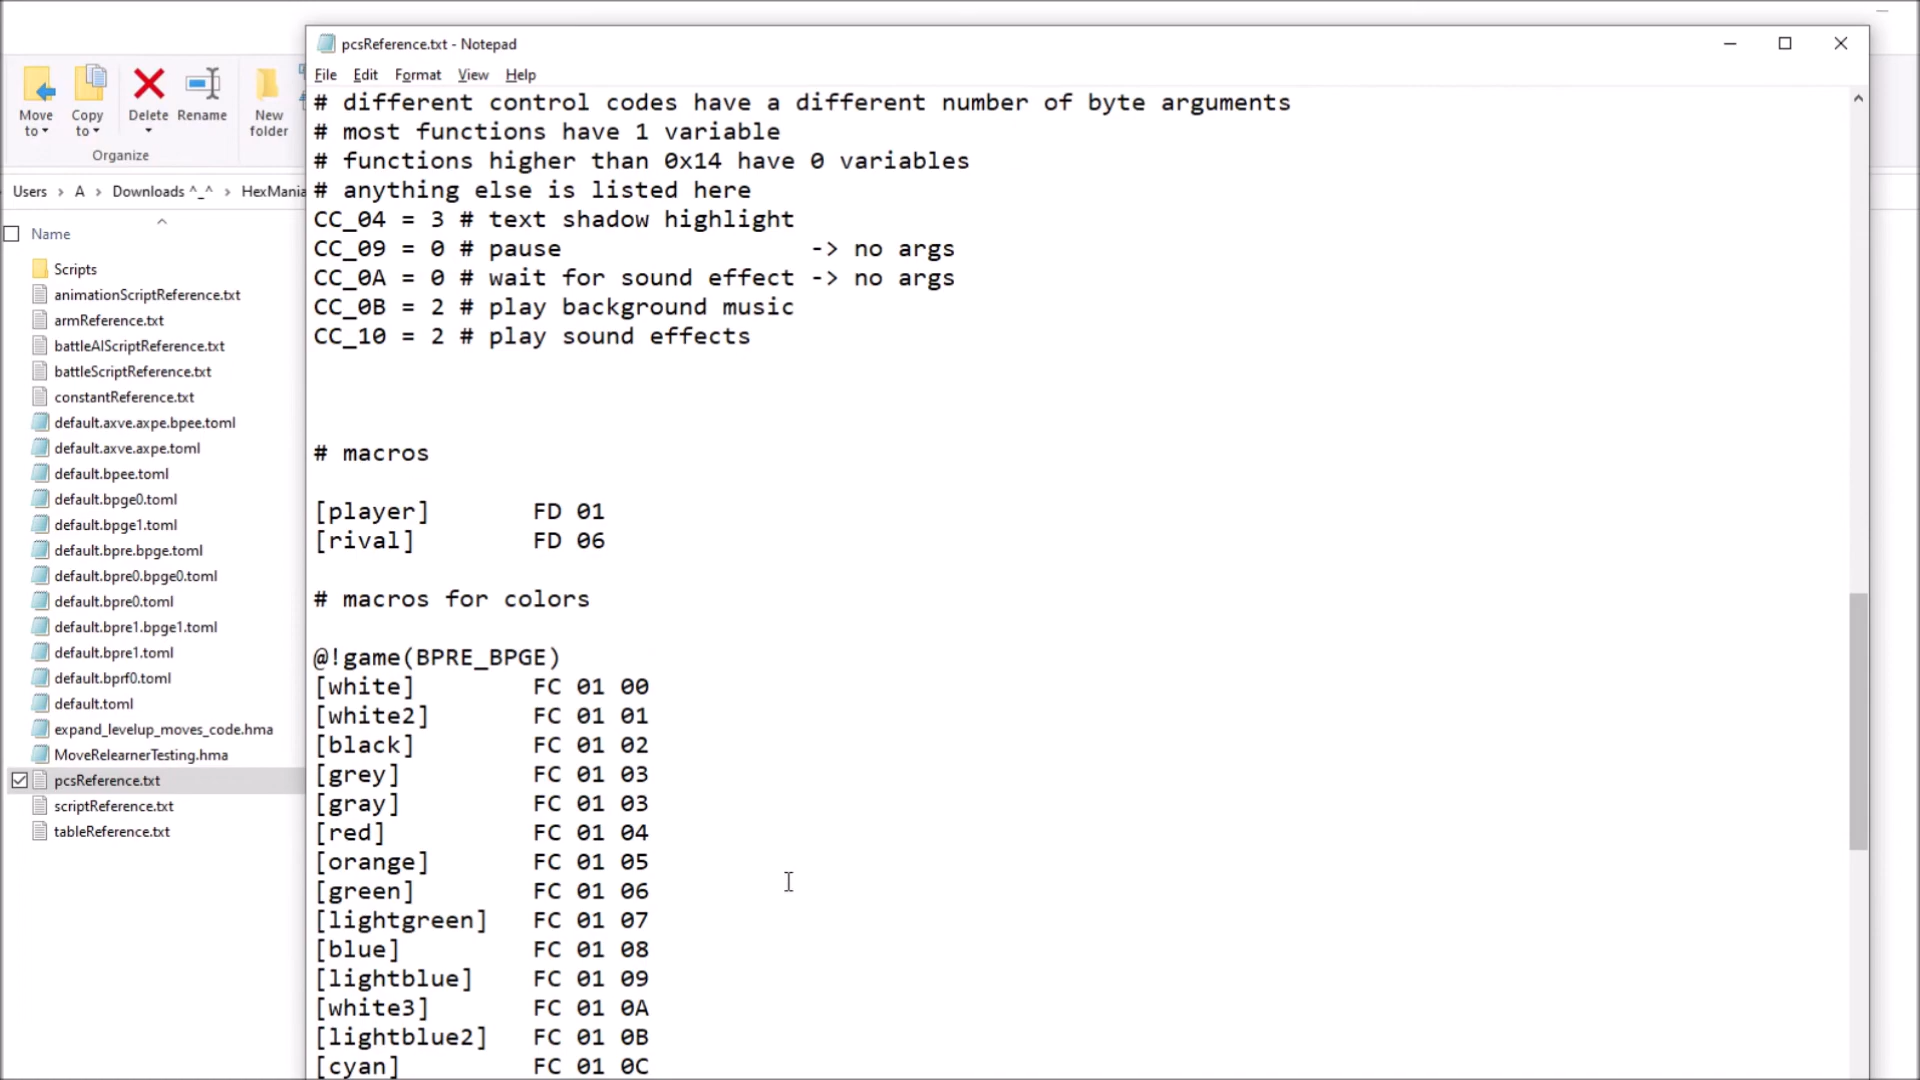 pcsReference.txt - Notepad
File Edit Format View Help
Move to
Copy to
Delete
Rename
New folder
Organize
Users > A > Downloads ^_^ > HexMania
Name
Scripts
animationScriptReference.txt
armReference.txt
battleAIScriptReference.txt
battleScriptReference.txt
constantReference.txt
default.axve.axpe.bpee.toml
default.axve.axpe.toml
default.bpee.toml
default.bpge0.toml
default.bpge1.toml
default.bpre.bpge.toml
default.bpre0.bpge0.toml
default.bpre0.toml
default.bpre1.bpge1.toml
default.bpre1.toml
default.bprf0.toml
default.toml
expand_levelup_moves_code.hma
MoveRelearnerTesting.hma
pcsReference.txt
scriptReference.txt
tableReference.txt
# different control codes have a different number of byte arguments
# most functions have 1 variable
# functions higher than 0x14 have 0 variables
# anything else is listed here
CC_04 = 3 # text shadow highlight
CC_09 = 0 # pause -> no args
CC_0A = 0 # wait for sound effect -> no args
CC_0B = 2 # play background music
CC_10 = 2 # play sound effects
# macros
[player] FD 01
[rival] FD 06
# macros for colors
@!game(BPRE_BPGE)
[white] FC 01 00
[white2] FC 01 01
[black] FC 01 02
[grey] FC 01 03
[gray] FC 01 03
[red] FC 01 04
[orange] FC 01 05
[green] FC 01 06
[lightgreen] FC 01 07
[blue] FC 01 08
[lightblue] FC 01 09
[white3] FC 01 0A
[lightblue2] FC 01 0B
[cyan] FC 01 0C